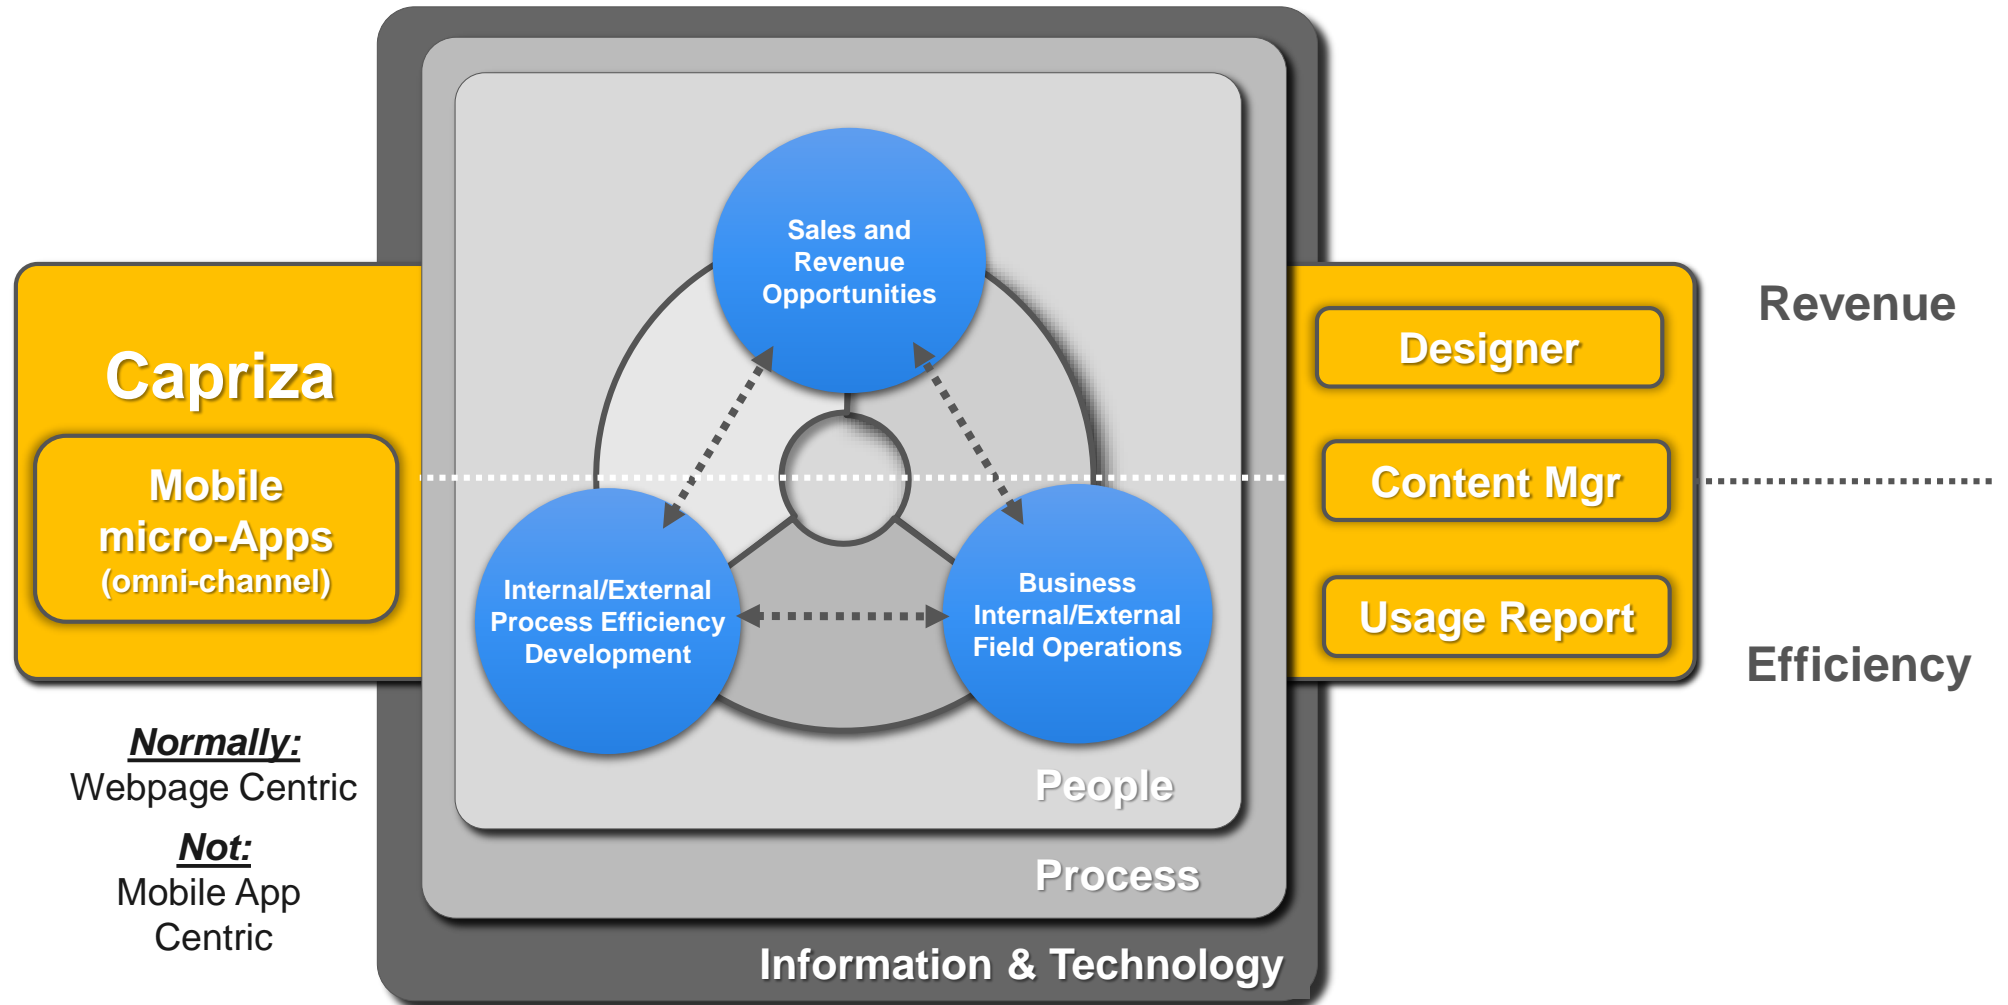 Sales and
Revenue
Opportunities
Capriza
Mobile
micro-Apps
(omni-channel)
Internal/External
Process Efficiency
Development
Business
Internal/External
Field Operations
Designer
Content Mgr
Usage Report
Revenue
Efficiency
Normally:
Webpage Centric
Not:
Mobile App
Centric
People
Process
Information & Technology